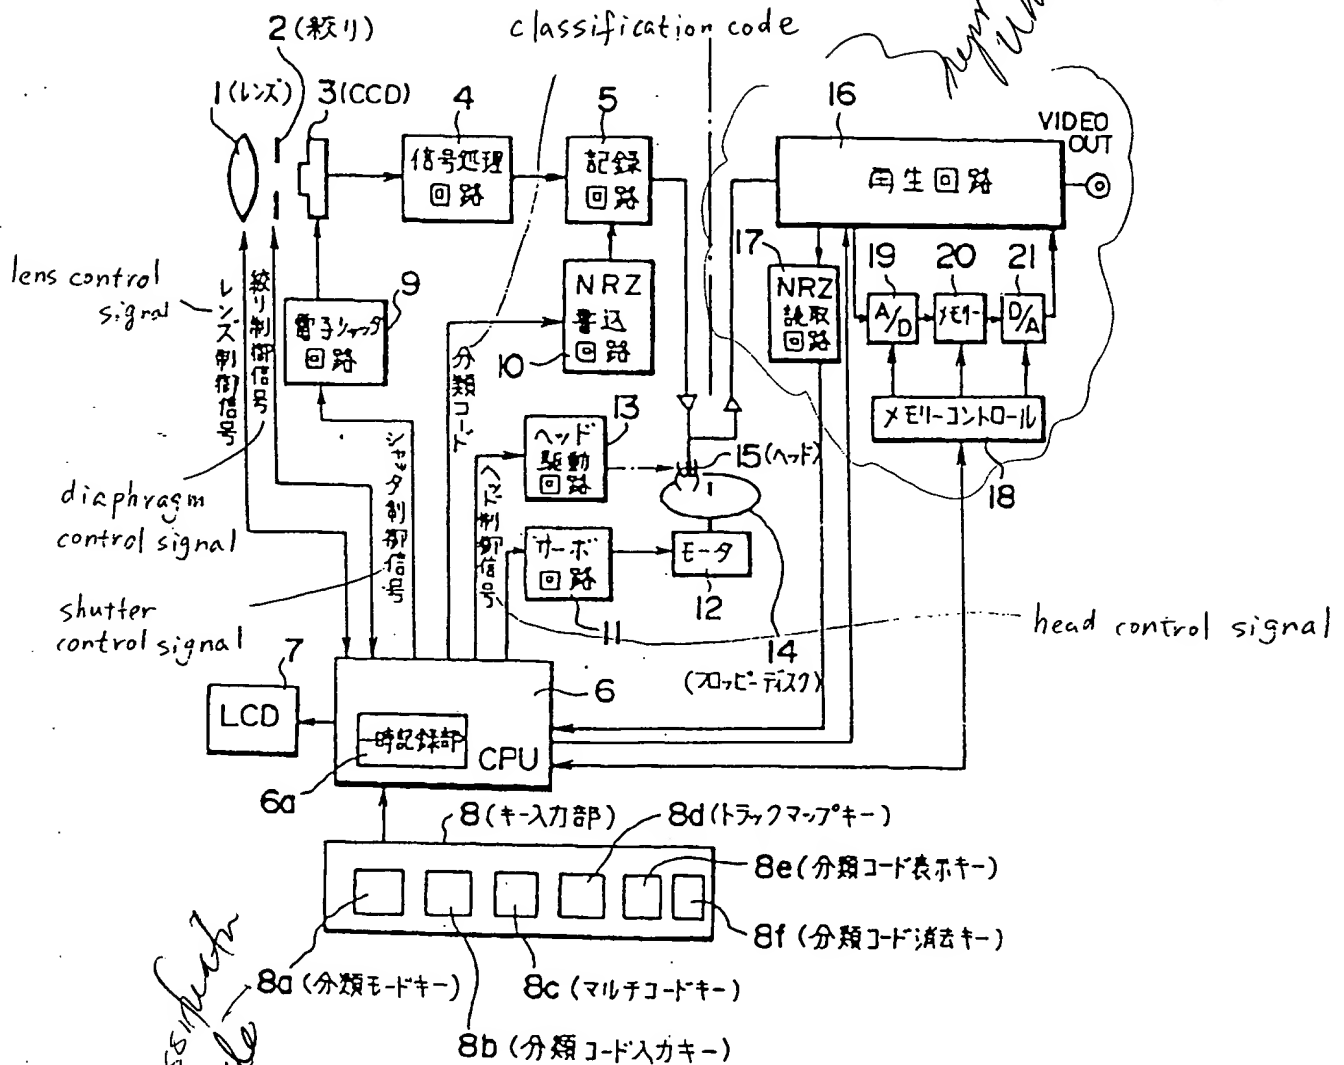 2(絞り)
classification code
1(レンズ)
3(CCD)
4
信号処理
回路
5
記録
回路
16
再生回路
VIDEO
OUT
lens control
signal
レンズ制御信号
絞り制御信号
9
電子シャッタ
回路
NRZ
書込
回路
10
分類コード
17
NRZ
読取
回路
19
A/D
20
メモリー
21
D/A
メモリーコントロール
18
diaphragm
control signal
シャッタ制御信号
ヘッド制御信号
13
ヘッド
駆動
回路
15(ヘッド)
サーボ
回路
11
モータ
12
14
(フロッピーディスク)
shutter
control signal
head control signal
7
LCD
6
一時記録部
CPU
6a
8(キー入力部)
8d(トラックマップキー)
8e(分類コード表示キー)
8f(分類コード消去キー)
8a(分類モードキー)
8c(マルチコードキー)
8b(分類コード入力キー)